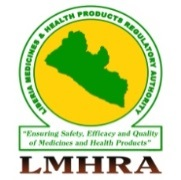 LIBERIA MEDICINES & HEALTH PRODUCTS REGULATORY AUTHORITY
"Ensuring Safety, Efficacy and Quality
of Medicines and Health Products"
LMHRA